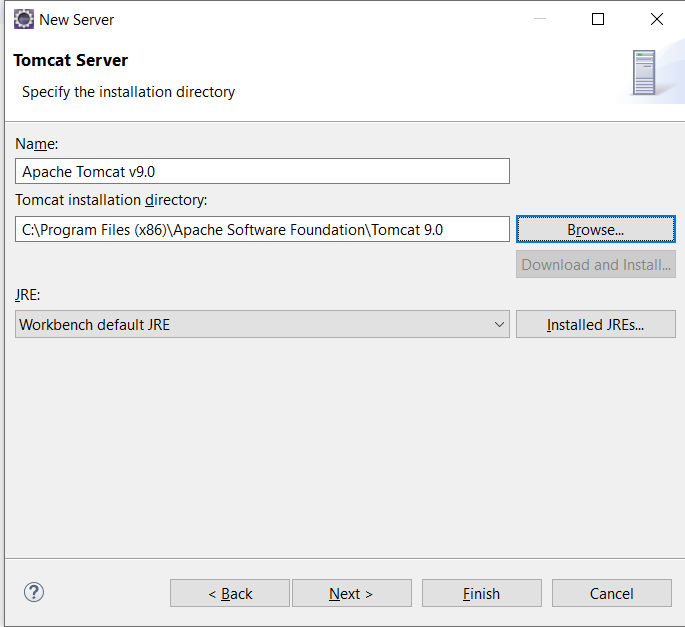 New Server
Tomcat Server
Specify the installation directory
Name:
Apache Tomcat v9.0
Tomcat installation directory:
C:\Program Files (x86)\Apache Software Foundation\Tomcat 9.0
Browse...
Download and Install...
JRE:
Workbench default JRE
Installed JREs...
?
< Back
Next >
Finish
Cancel